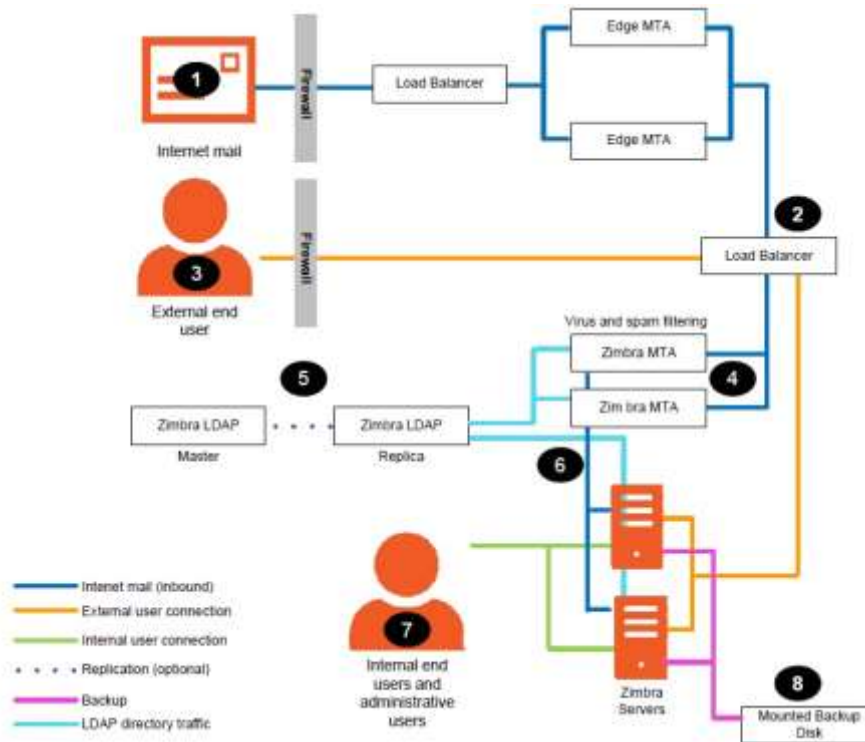 1
Internet mail
Firewall
Load Balancer
Edge MTA
Edge MTA
2
Load Balancer
3
External end
user
Firewall
Virus and spam filtering
Zimbra MTA
4
Zim bra MTA
5
Zimbra LDAP
Master
Zimbra LDAP
Replica
6
7
Internal end
users and
administrative
users
Zimbra
Servers
8
Mounted Backup
Disk
Intenet mail (inbound)
External user connection
Internal user connection
Replication (optional)
Backup
LDAP directory traffic